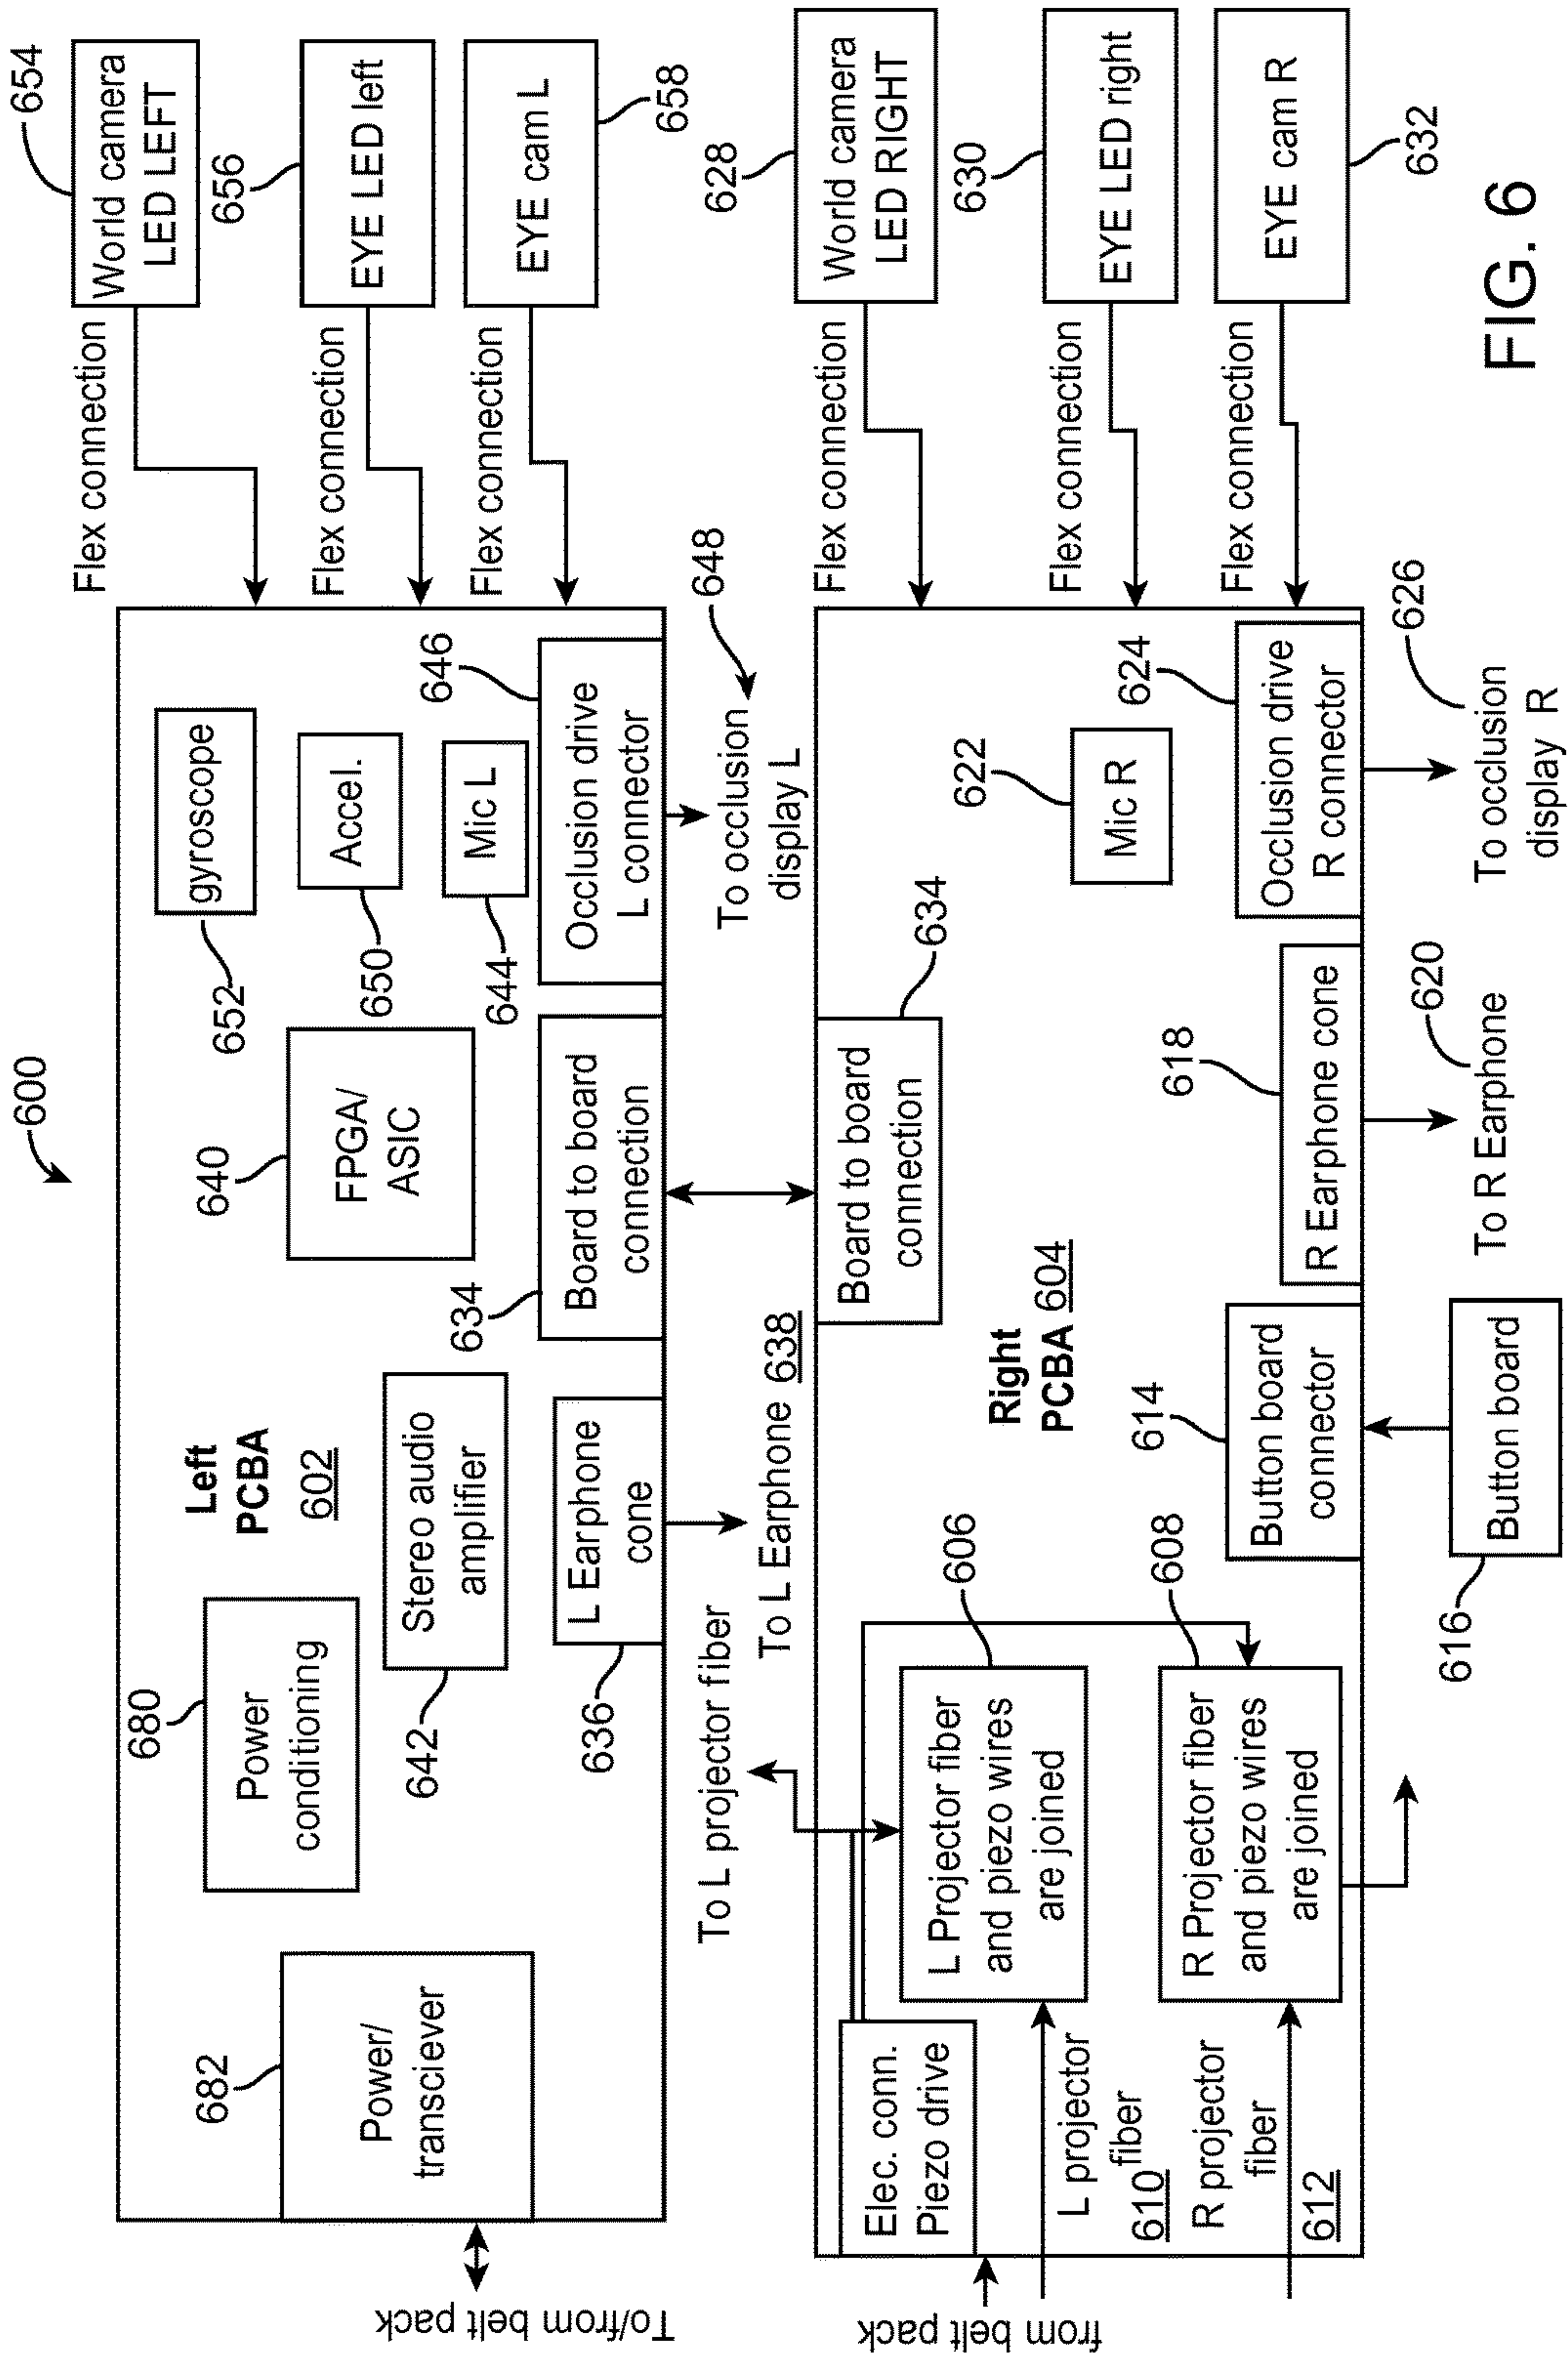 600
Left
PCBA
602
682
Power/
transciever
To/from belt pack
680
Power
conditioning
642
Stereo audio
amplifier
636
L Earphone
cone
640
FPGA/
ASIC
634
Board to board
connection
652
gyroscope
650
Accel.
644
Mic L
646
Occlusion drive
L connector
648
To occlusion
display L
Flex connection
654
World camera
LED LEFT
Flex connection
656
EYE LED left
Flex connection
658
EYE cam L
To L projector fiber
To L Earphone 638
Right
PCBA 604
from belt pack
Elec. conn.
Piezo drive
L projector
fiber
610
R projector
fiber
612
606
L Projector fiber
and piezo wires
are joined
608
R Projector fiber
and piezo wires
are joined
614
Button board
connector
616
Button board
634
Board to board
connection
618
R Earphone cone
620
To R Earphone
622
Mic R
624
Occlusion drive
R connector
626
To occlusion
display R
Flex connection
628
World camera
LED RIGHT
Flex connection
630
EYE LED right
Flex connection
632
EYE cam R
FIG. 6